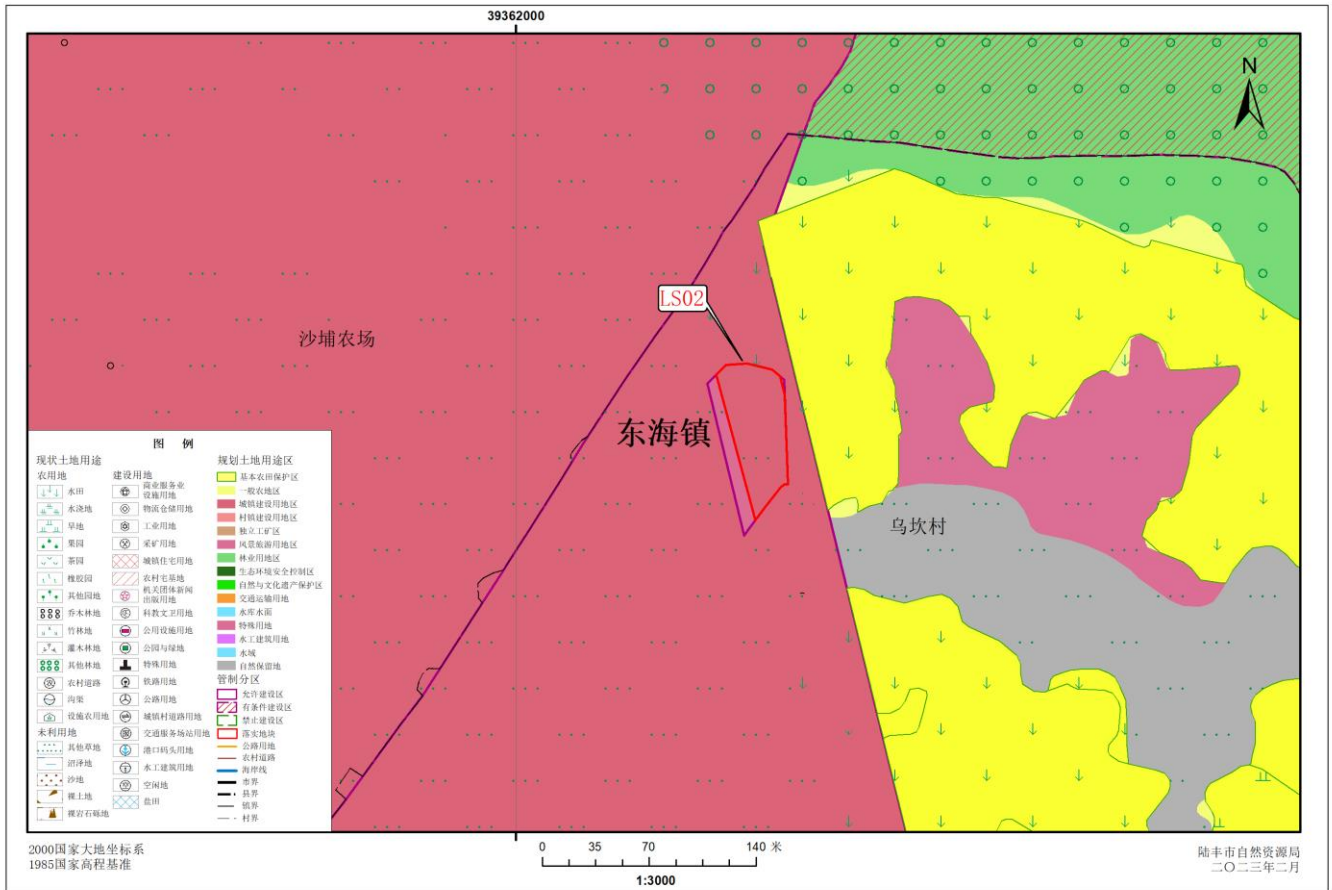 39362000
N
LS02
沙埔农场
东海镇
乌坎村
图 例
现状土地用途
农用地
水田
水浇地
旱地
果园
茶园
橡胶园
其他园地
乔木林地
竹林地
灌木林地
其他林地
农村道路
沟渠
设施农用地
未利用地
其他草地
沼泽地
沙地
裸土地
裸岩石砾地
建设用地
商业服务业
设施用地
物流仓储用地
工业用地
采矿用地
城镇住宅用地
农村宅基地
机关团体新闻
出版用地
科教文卫用地
公用设施用地
公园与绿地
特殊用地
铁路用地
公路用地
城镇村道路用地
交通服务场站用地
港口码头用地
水工建筑用地
空闲地
盐田
规划土地用途区
基本农田保护区
一般农地区
城镇建设用地区
村镇建设用地区
独立工矿区
风景旅游用地区
林业用地区
生态环境安全控制区
自然与文化遗产保护区
交通运输用地
水库水面
特殊用地
水工建筑用地
水域
自然保留地
管制分区
允许建设区
有条件建设区
禁止建设区
落实地块
公路用地
农村道路
海岸线
市界
县界
镇界
村界
2000国家大地坐标系
1985国家高程基准
0 35 70 140 米
1:3000
陆丰市自然资源局
二〇二三年二月